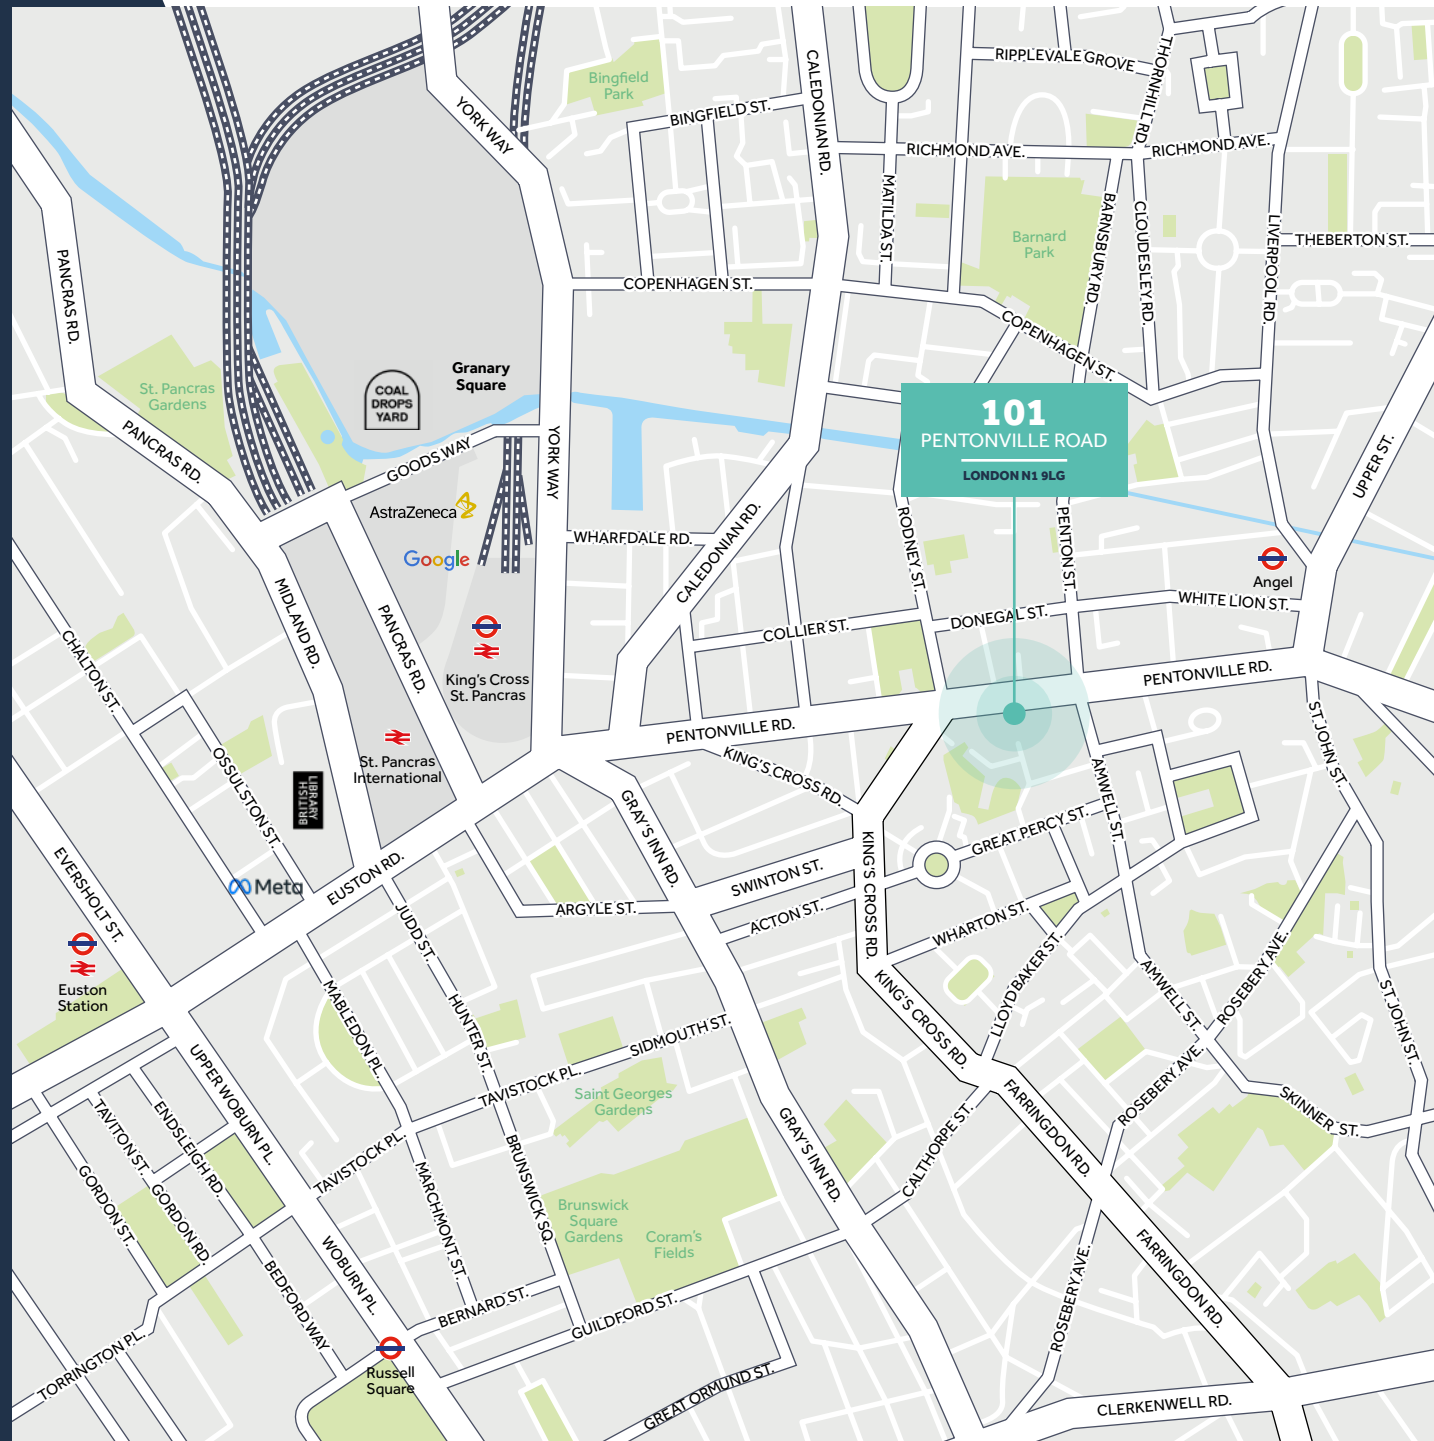 RIPPLEVALE GROVE
THORNHILL RD.
CALEDONIAN RD.
Bingfield
Park
YORK WAY
BINGFIELD ST.
RICHMOND AVE.
RICHMOND AVE.
MATILDA ST.
BARNSBURY RD.
CLOUDESLEY RD.
LIVERPOOL RD.
THEBERTON ST.
Barnard
Park
PANCRAS RD.
COPENHAGEN ST.
COPENHAGEN ST.
Granary
Square
COAL
DROPS
YARD
St. Pancras
Gardens
101
PENTONVILLE ROAD
LONDON N1 9LG
PANCRAS RD.
GOODS WAY
YORK WAY
UPPER ST.
AstraZeneca
Google
WHARFDALE RD.
CALEDONIAN RD.
RODNEY ST.
PENTON ST.
Angel
WHITE LION ST.
DONEGAL ST.
COLLIER ST.
MIDLAND RD.
PANCRAS RD.
CHALTON ST.
King's Cross
St. Pancras
PENTONVILLE RD.
PENTONVILLE RD.
ST. JOHN ST.
St. Pancras
International
BRITISH
LIBRARY
OSSULSTON ST.
KING'S CROSS RD.
AMWELL ST.
GREAT PERCY ST.
GRAY'S INN RD.
EUSTON RD.
Meta
EVERSHOLT ST.
SWINTON ST.
ARGYLE ST.
ACTON ST.
KING'S CROSS RD.
WHARTON ST.
JUDD ST.
Euston
Station
MABLEDON PL.
HUNTER ST.
KING'S CROSS RD.
LLOYD BAKER ST.
AMWELL ST.
ROSEBERY AVE.
ST. JOHN ST.
SIDMOUTH ST.
UPPER WOBURN PL.
TAVISTOCK PL.
Saint Georges
Gardens
ROSEBERY AVE.
SKINNER ST.
TAVITON ST.
ENDSLEIGH RD.
TAVISTOCK PL.
BRUNSWICK SQ.
GRAY'S INN RD.
CALTHORPE ST.
FARRINGDON RD.
GORDON ST.
GORDON RD.
MARCHMONT ST.
Brunswick
Square
Gardens
Coram's
Fields
WOBURN PL.
BEDFORD WAY
ROSEBERY AVE.
FARRINGDON RD.
BERNARD ST.
GUILDFORD ST.
TORRINGTON PL.
Russell
Square
GREAT ORMUND ST.
CLERKENWELL RD.